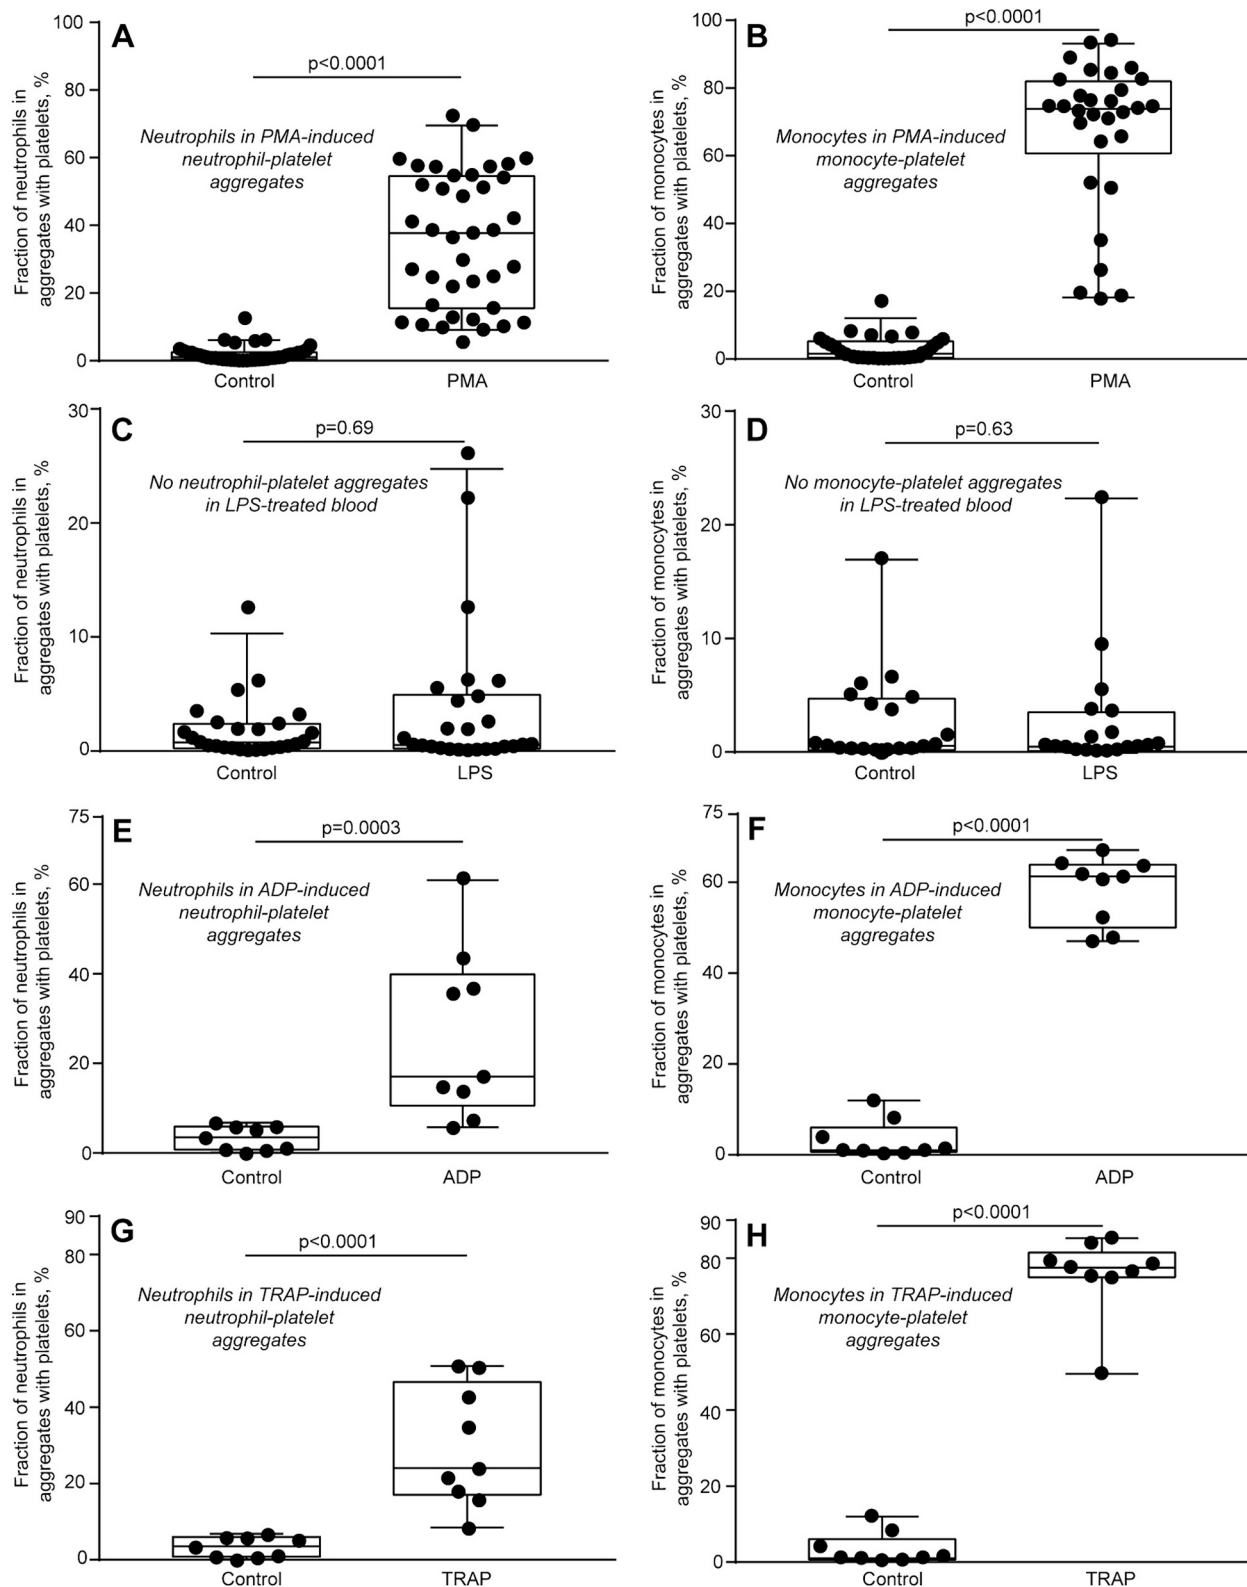 A
p<0.0001
Neutrophils in PMA-induced
neutrophil-platelet
aggregates
Fraction of neutrophils in
aggregates with platelets, %
100
80
60
40
20
0
Control
PMA
B
p<0.0001
Monocytes in PMA-induced
monocyte-platelet
aggregates
Fraction of monocytes in
aggregates with platelets, %
100
80
60
40
20
0
Control
PMA
C
p=0.69
No neutrophil-platelet aggregates
in LPS-treated blood
Fraction of neutrophils in
aggregates with platelets, %
30
20
10
0
Control
LPS
D
p=0.63
No monocyte-platelet aggregates
in LPS-treated blood
Fraction of monocytes in
aggregates with platelets, %
30
20
10
0
Control
LPS
E
p=0.0003
Neutrophils in ADP-induced
neutrophil-platelet
aggregates
Fraction of neutrophils in
aggregates with platelets, %
75
60
40
20
0
Control
ADP
F
p<0.0001
Monocytes in ADP-induced
monocyte-platelet
aggregates
Fraction of monocytes in
aggregates with platelets, %
75
60
40
20
0
Control
ADP
G
p<0.0001
Neutrophils in TRAP-induced
neutrophil-platelet
aggregates
Fraction of neutrophils in
aggregates with platelets, %
90
80
60
40
20
0
Control
TRAP
H
p<0.0001
Monocytes in TRAP-induced
monocyte-platelet
aggregates
Fraction of monocytes in
aggregates with platelets, %
90
80
60
40
20
0
Control
TRAP